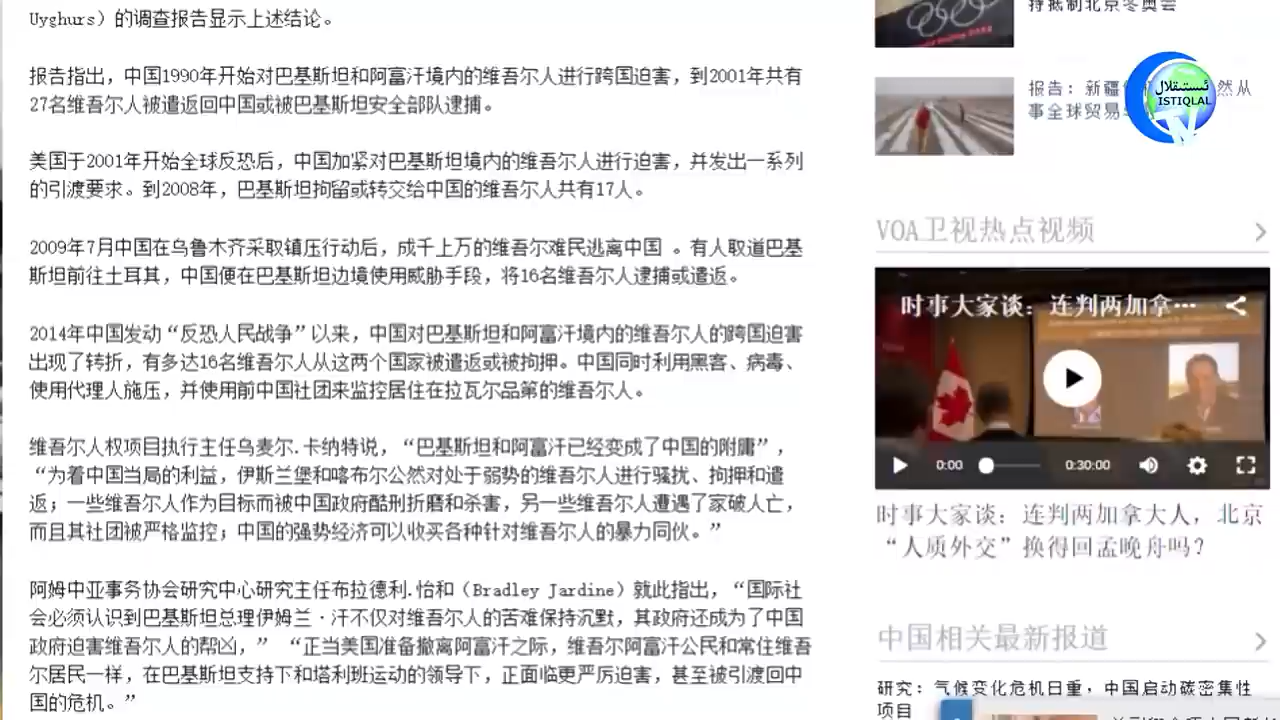 Uyghurs）的调查报告显示上述结论。
报告指出，中国1990年开始对巴基斯坦和阿富汗境内的维吾尔人进行跨国迫害，到2001年共有
27名维吾尔人被遣返回中国或被巴基斯坦安全部队逮捕。
美国于2001年开始全球反恐后，中国加紧对巴基斯坦境内的维吾尔人进行迫害，并发出一系列
的引渡要求。到2008年，巴基斯坦拘留或转交给中国的维吾尔人共有17人。
2009年7月中国在乌鲁木齐采取镇压行动后，成千上万的维吾尔难民逃离中国 。有人取道巴基
斯坦前往土耳其，中国便在巴基斯坦边境使用威胁手段，将16名维吾尔人逮捕或遣返。
2014年中国发动“反恐人民战争”以来，中国对巴基斯坦和阿富汗境内的维吾尔人的跨国迫害
出现了转折，有多达16名维吾尔人从这两个国家被遣返或被拘押。中国同时利用黑客、病毒、
使用代理人施压，并使用前中国社团来监控居住在拉瓦尔品第的维吾尔人。
维吾尔人权项目执行主任乌麦尔.卡纳特说，“巴基斯坦和阿富汗已经变成了中国的附庸”，
“为着中国当局的利益，伊斯兰堡和喀布尔公然对处于弱势的维吾尔人进行骚扰、拘押和遣
返；一些维吾尔人作为目标而被中国政府酷刑折磨和杀害，另一些维吾尔人遭遇了家破人亡，
而且其社团被严格监控；中国的强势经济可以收买各种针对维吾尔人的暴力同伙。”
阿姆中亚事务协会研究中心研究主任布拉德利.怡和（Bradley Jardine）就此指出，“国际社
会必须认识到巴基斯坦总理伊姆兰·汗不仅对维吾尔人的苦难保持沉默，其政府还成为了中国
政府迫害维吾尔人的帮凶，” “正当美国准备撤离阿富汗之际，维吾尔阿富汗公民和常住维吾
尔居民一样，在巴基斯坦支持下和塔利班运动的领导下，正面临更严厉迫害，甚至被引渡回中
国的危机。”
持抵制北京冬奥会
报告：新疆 然从
事全球贸易
ئىستىقلال
ISTIQLAL
TV
VOA卫视热点视频
时事大家谈：连判两加拿…
0:00
0:30:00
时事大家谈：连判两加拿大人，北京
“人质外交”换得回孟晚舟吗？
中国相关最新报道
研究：气候变化危机日重，中国启动碳密集性
项目